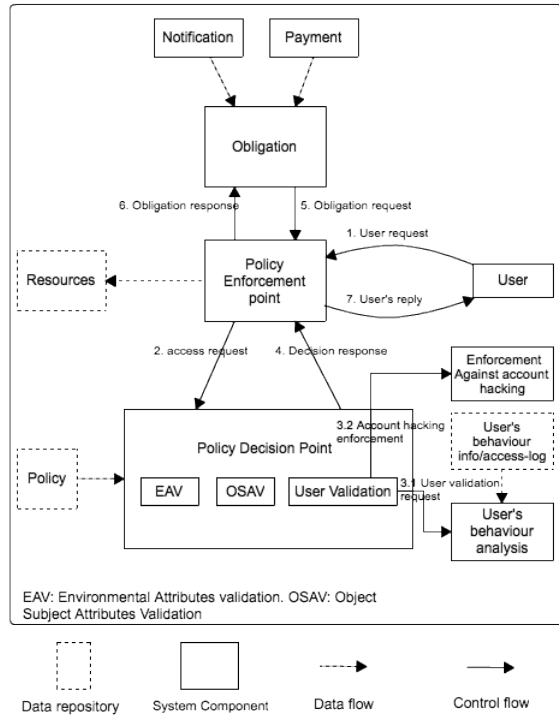 Notification
Payment
Obligation
6. Obligation response
5. Obligation request
1. User request
Resources
Policy
Enforcement
point
User
7. User's reply
2. access request
4. Decision response
Enforcement
Against account
hacking
3.2 Account hacking
enforcement
User's
behaviour
info/access-log
Policy Decision Point
Policy
EAV
OSAV
User Validation
3.1 User validation
request
User's
behaviour
analysis
EAV: Environmental Attributes validation. OSAV: Object
Subject Attributes Validation
Data repository
System Component
Data flow
Control flow